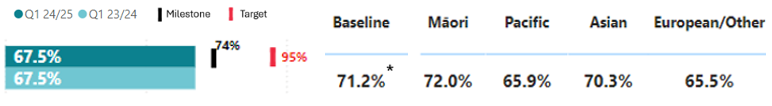 Q1 24/25 Q1 23/24 Milestone Target
Baseline Māori Pacific Asian European/Other
74%
67.5% 95%
67.5%
71.2%* 72.0% 65.9% 70.3% 65.5%